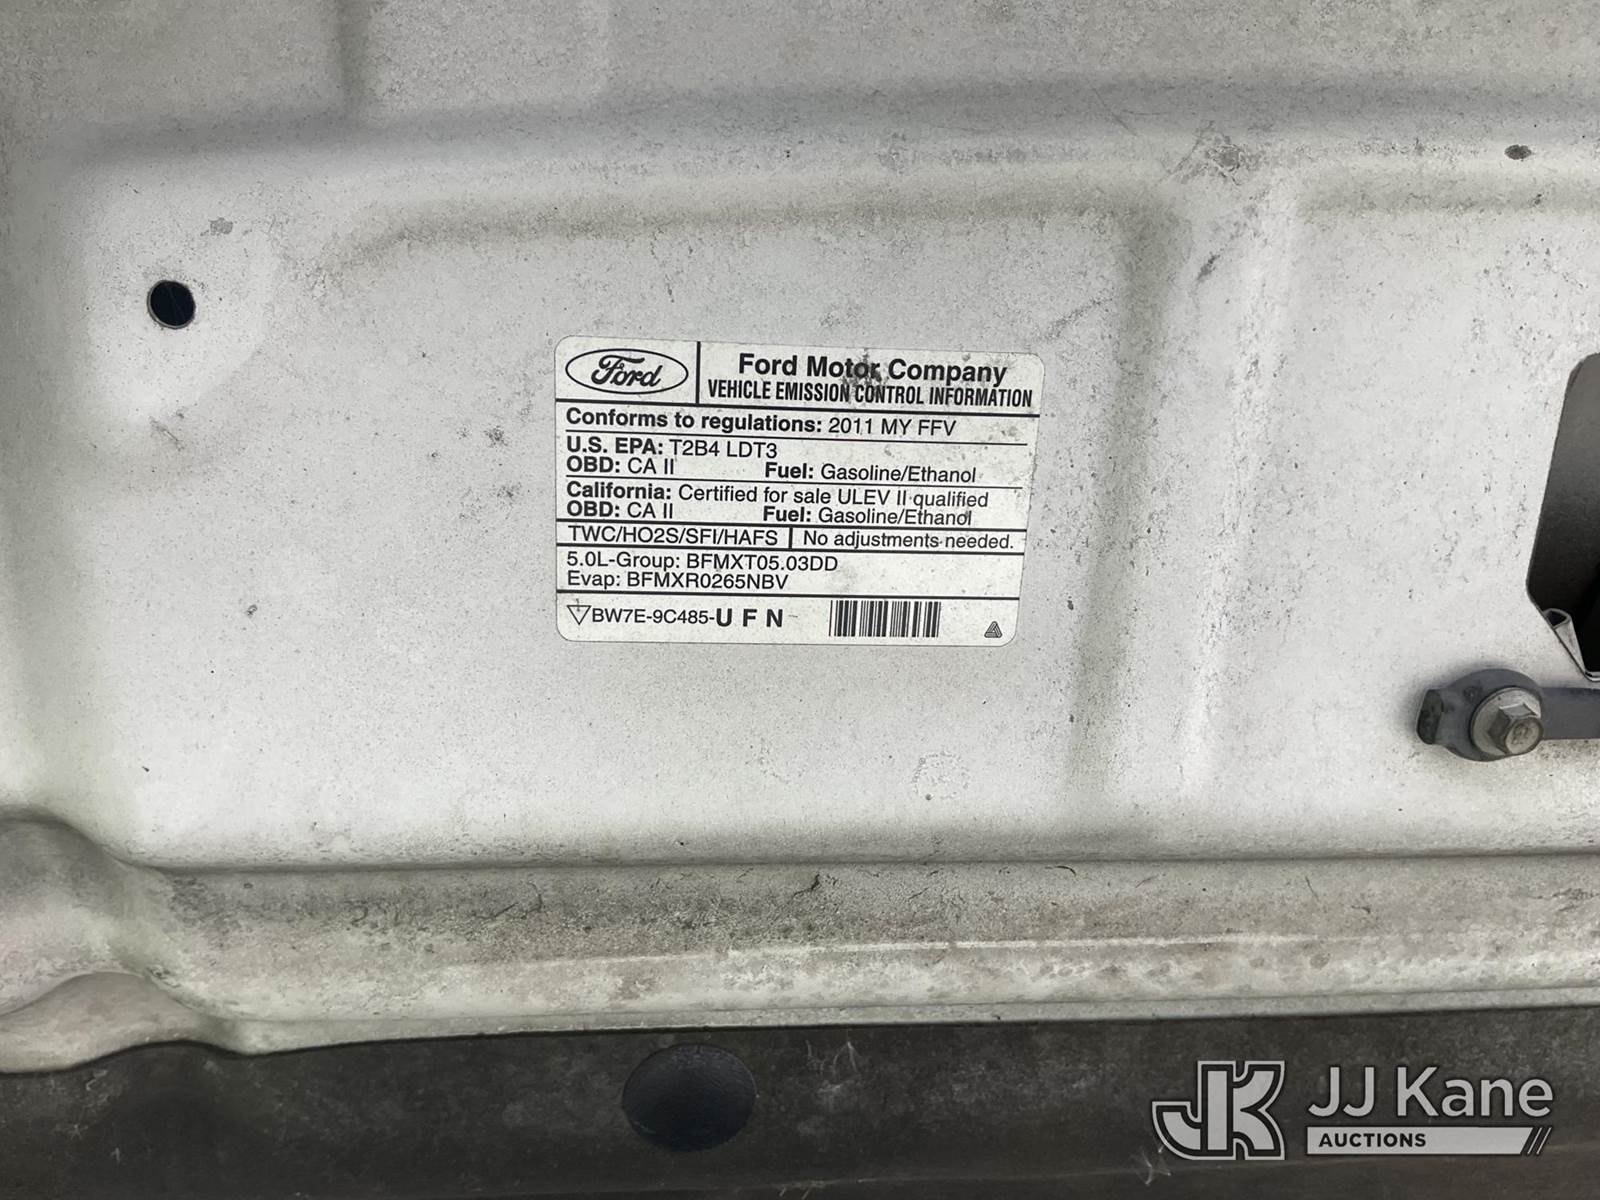 Ford
Ford Motor Company
VEHICLE EMISSION CONTROL INFORMATION
Conforms to regulations: 2011 MY FFV
U.S. EPA: T2B4 LDT3
OBD: CA II Fuel: Gasoline/Ethanol
California: Certified for sale ULEV II qualified
OBD: CA II Fuel: Gasoline/Ethanol
TWC/HO2S/SFI/HAFS No adjustments needed.
5.0L-Group: BFMXT05.03DD
Evap: BFMXR0265NBV
BW7E-9C485-U F N
JK JJ Kane
AUCTIONS